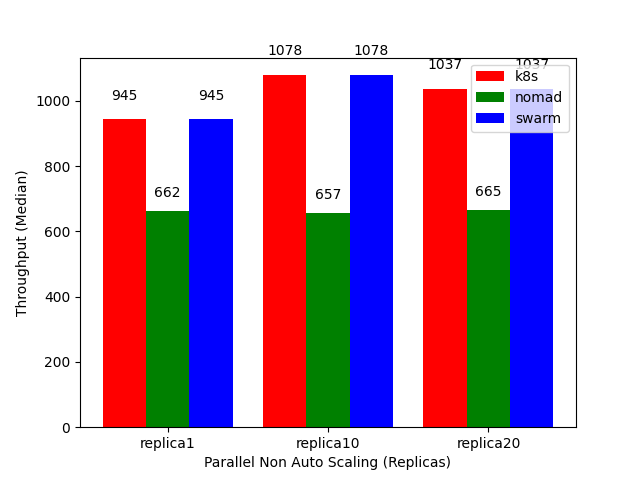 1078
1078
1037
1037
945
945
k8s
nomad
swarm
662
657
665
1000
800
600
400
200
0
Throughput (Median)
replica1
replica10
replica20
Parallel Non Auto Scaling (Replicas)